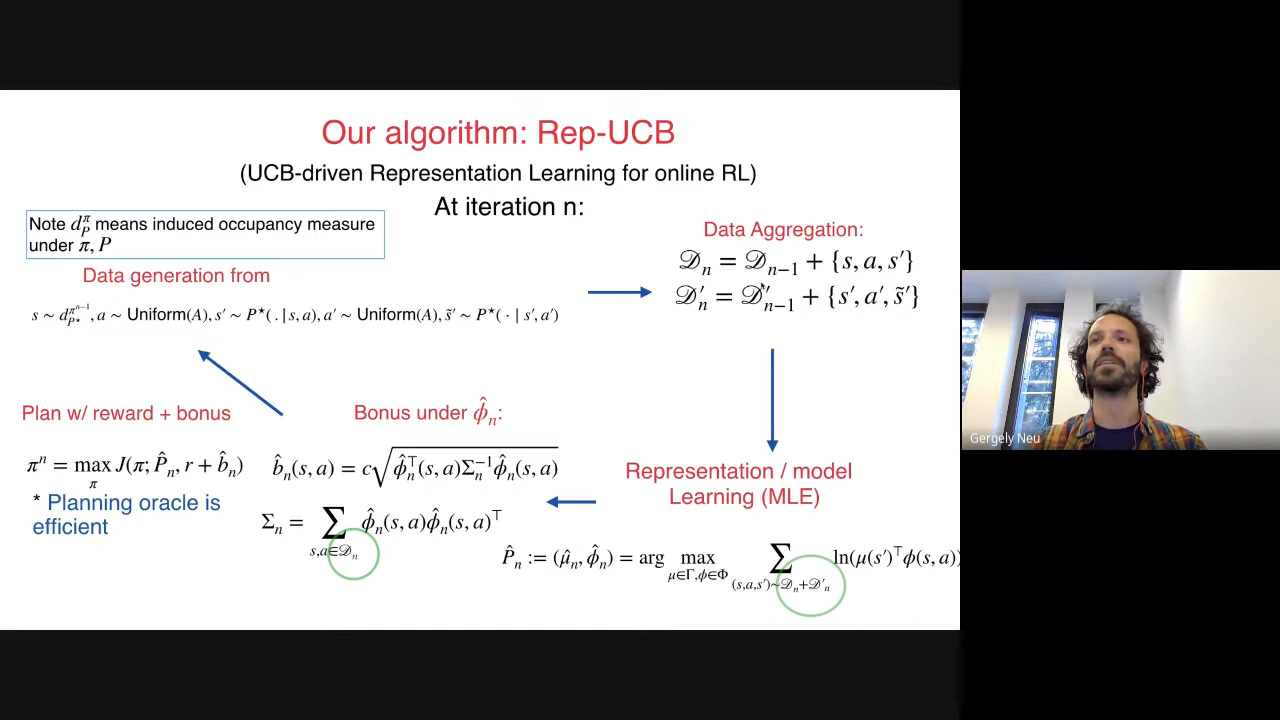 Our algorithm: Rep-UCB
(UCB-driven Representation Learning for online RL)
At iteration n:
Note d_P^π means induced occupancy measure
under π, P
Data generation from
s ∼ d_{P⋆}^{π^{n−1}}, a ∼ Uniform(A), s′ ∼ P⋆( . | s, a), a′ ∼ Uniform(A), s̃′ ∼ P⋆( · | s′, a′)
Data Aggregation:
𝒟_n = 𝒟_{n−1} + {s, a, s′}
𝒟′_n = 𝒟′_{n−1} + {s′, a′, s̃′}
Representation / model
Learning (MLE)
P̂_n := (μ̂_n, ϕ̂_n) = arg max_{μ∈Γ,ϕ∈Φ} ∑_{(s,a,s′)∼𝒟_n+𝒟′_n} ln(μ(s′)^⊤ϕ(s, a))
Bonus under ϕ̂_n:
b̂_n(s, a) = c√(ϕ̂_n^⊤(s, a)Σ_n^{−1}ϕ̂_n(s, a))
Σ_n = ∑_{s,a∈𝒟_n} ϕ̂_n(s, a)ϕ̂_n(s, a)^⊤
Plan w/ reward + bonus
π^n = max_π J(π; P̂_n, r + b̂_n)
* Planning oracle is
efficient
Gergely Neu